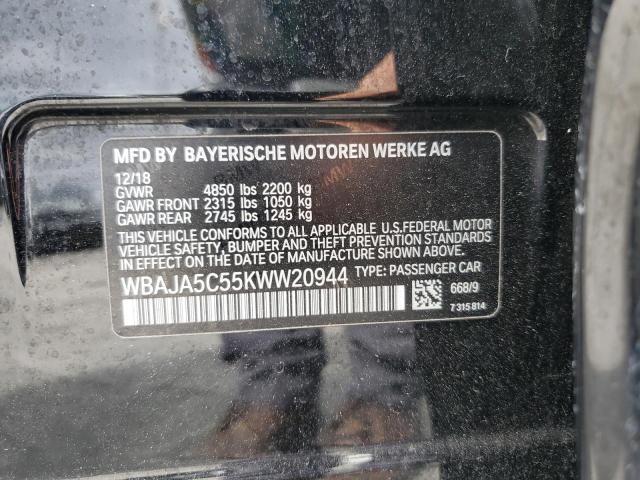 MFD BY BAYERISCHE MOTOREN WERKE AG
12/18
GVWR 4850 lbs 2200 kg
GAWR FRONT 2315 lbs 1050 kg
GAWR REAR 2745 lbs 1245 kg
THIS VEHICLE CONFORMS TO ALL APPLICABLE U.S.FEDERAL MOTOR
VEHICLE SAFETY, BUMPER AND THEFT PREVENTION STANDARDS
IN EFFECT ON THE DATE OF MANUFACTURE SHOWN ABOVE.
WBAJA5C55KWW20944 TYPE: PASSENGER CAR
668/9
7 315 814